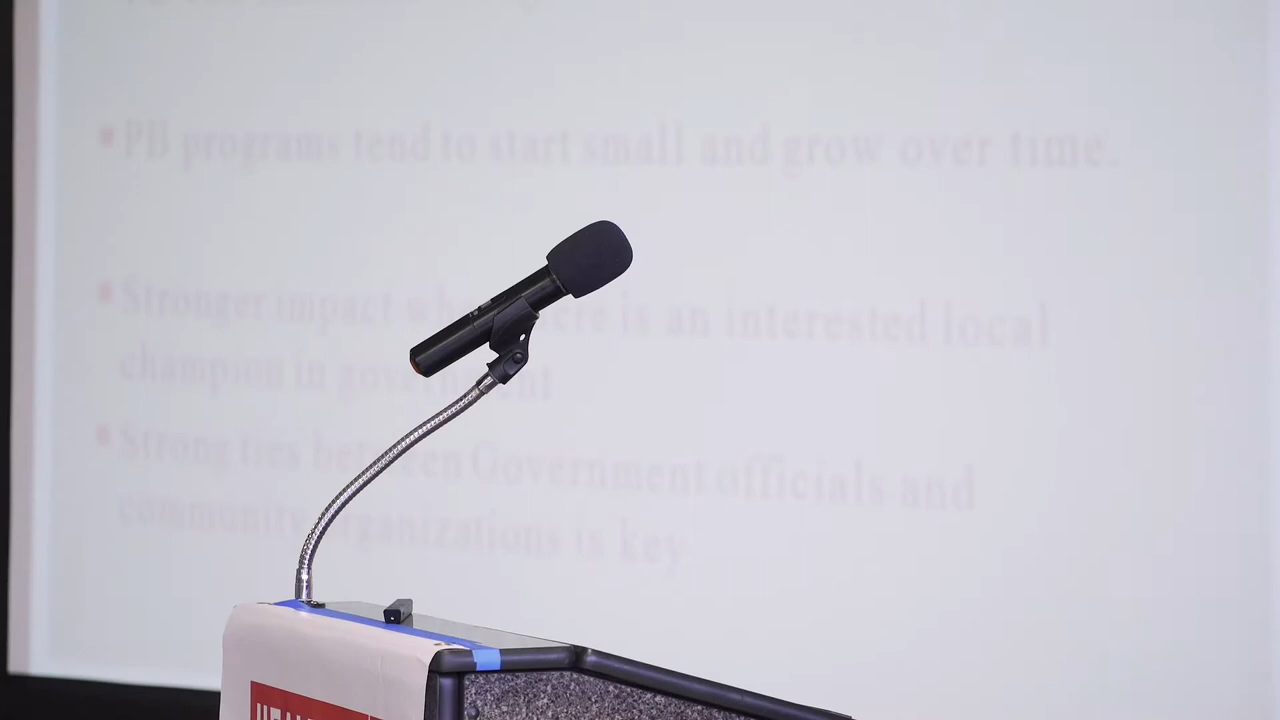 PB programs tend to start small and grow over time.
Stronger impact when there is an interested local
champion in government
Strong ties between Government officials and
community organizations is key